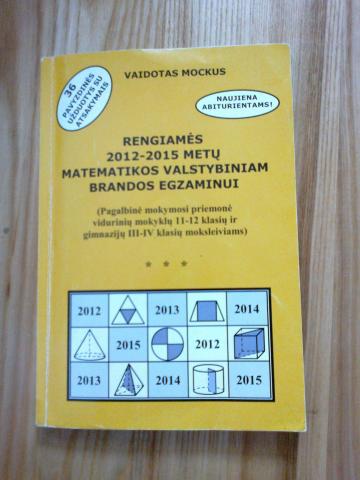 VAIDOTAS MOCKUS
36
PAVYZDINĖS
UŽDUOTYS SU
ATSAKYMAIS
NAUJIENA
ABITURIENTAMS!
RENGIAMĖS
2012-2015 METŲ
MATEMATIKOS VALSTYBINIAM
BRANDOS EGZAMINUI
(Pagalbinė mokymosi priemonė
vidurinių mokyklų 11-12 klasių ir
gimnazijų III-IV klasių moksleiviams)
* * *
2012 2013 2014
2015 2012
2013 2014 2015